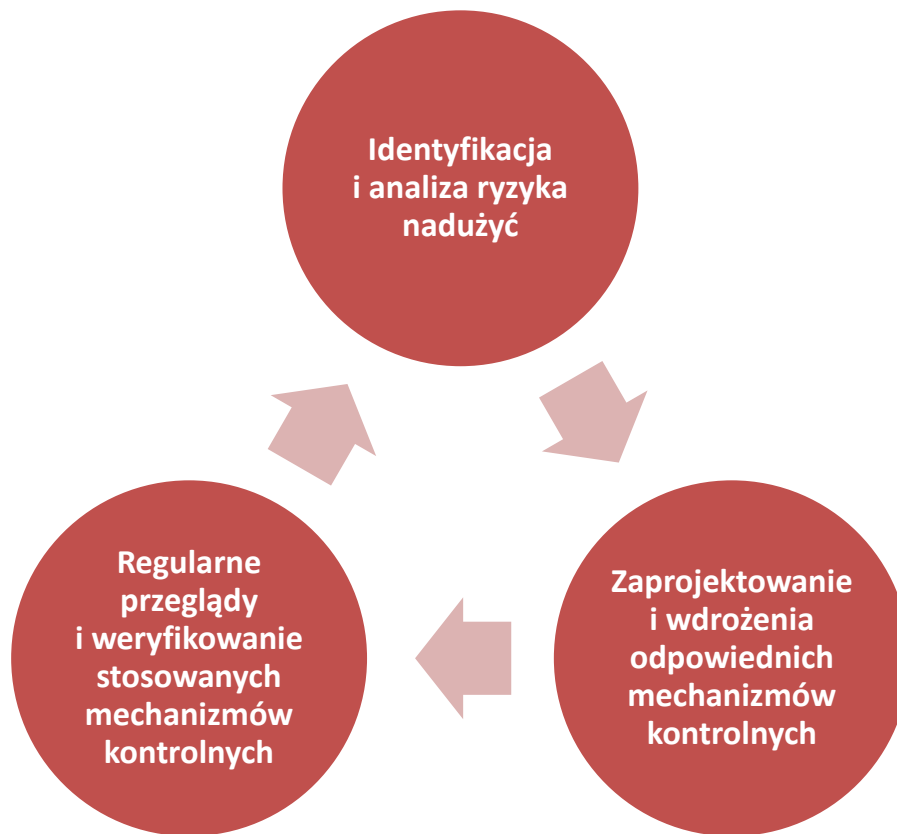 Identyfikacja
i analiza ryzyka
nadużyć
Zaprojektowanie
i wdrożenia
odpowiednich
mechanizmów
kontrolnych
Regularne
przeglądy
i weryfikowanie
stosowanych
mechanizmów
kontrolnych